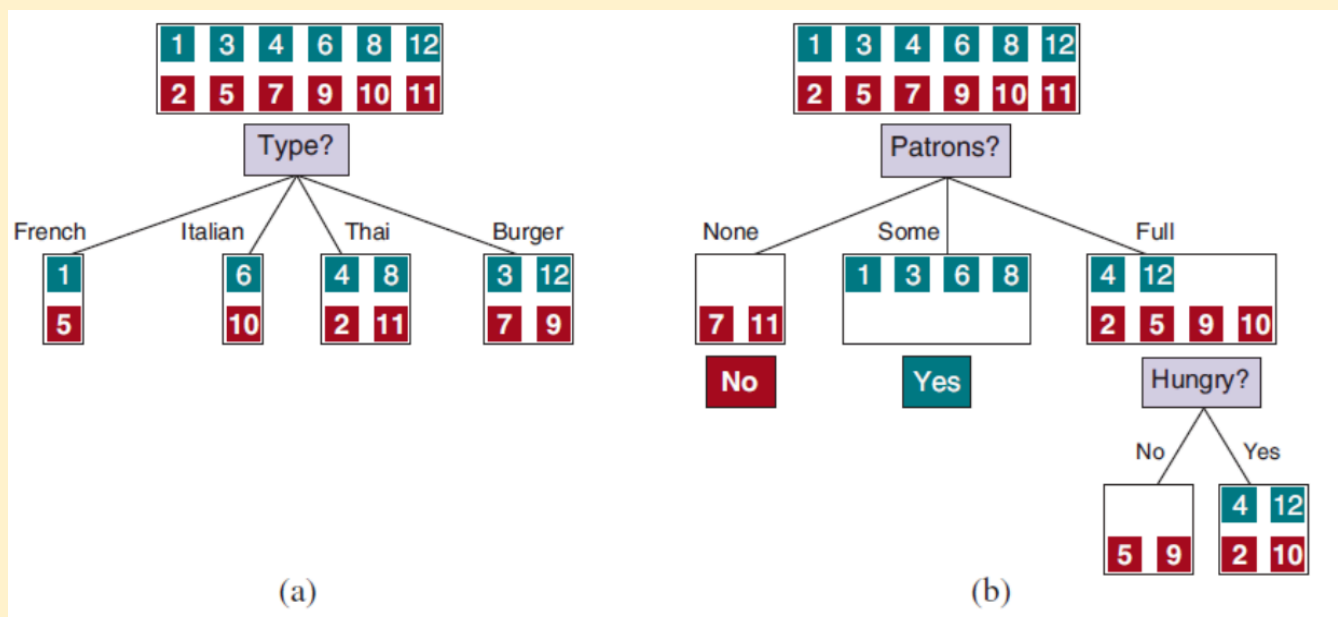 1 3 4 6 8 12
2 5 7 9 10 11
Type?
French Italian Thai Burger
1 6 4 8 3 12
5 10 2 11 7 9
(a)
1 3 4 6 8 12
2 5 7 9 10 11
Patrons?
None Some Full
1 3 6 8 4 12
7 11 2 5 9 10
No Yes Hungry?
No Yes
4 12
5 9 2 10
(b)